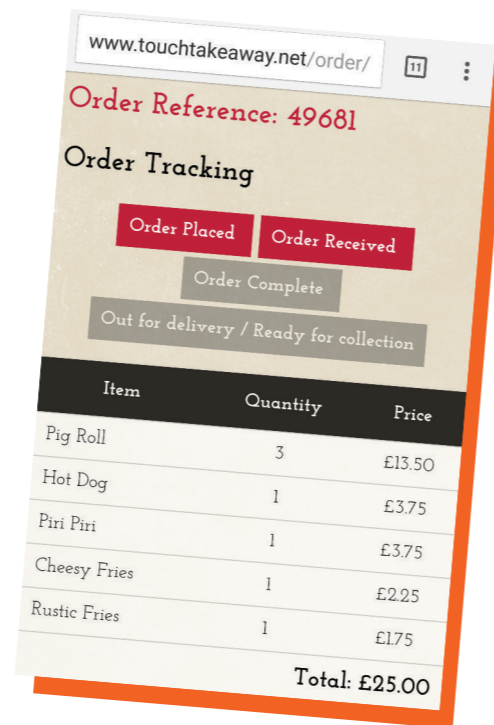 www.touchtakeaway.net/order/ 11
Order Reference: 49681
Order Tracking
Order Placed Order Received
Order Complete
Out for delivery / Ready for collection
Item Quantity Price
Pig Roll 3 £13.50
Hot Dog 1 £3.75
Piri Piri 1 £3.75
Cheesy Fries 1 £2.25
Rustic Fries 1 £1.75
Total: £25.00